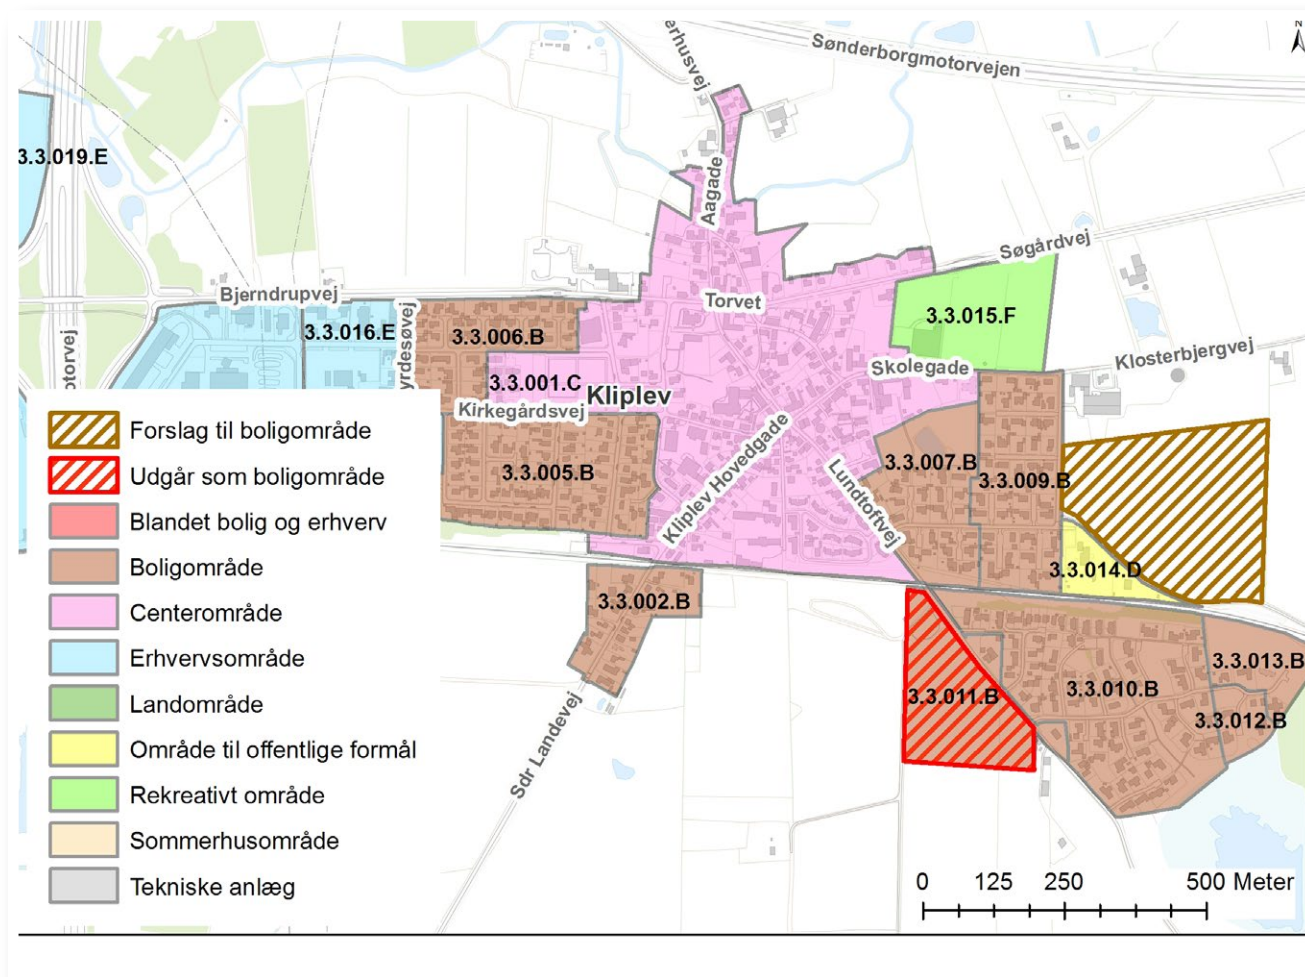 N
Sønderborgmotorvejen
erhusvej
3.3.019.E
Aagade
Søgårdvej
Bjerndrupvej
Torvet
3.3.015.F
3.3.016.E
3.3.006.B
yrdesøvej
otorvej
Klosterbjergvej
Skolegade
3.3.001.C
Kliplev
Kirkegårdsvej
3.3.007.B
3.3.005.B
3.3.009.B
Kliplev Hovedgade
Lundtoftvej
3.3.014.D
3.3.002.B
3.3.013.B
3.3.011.B
3.3.010.B
3.3.012.B
Sdr Landevej
Forslag til boligområde
Udgår som boligområde
Blandet bolig og erhverv
Boligområde
Centerområde
Erhvervsområde
Landområde
Område til offentlige formål
Rekreativt område
Sommerhusområde
Tekniske anlæg
0 125 250 500 Meter